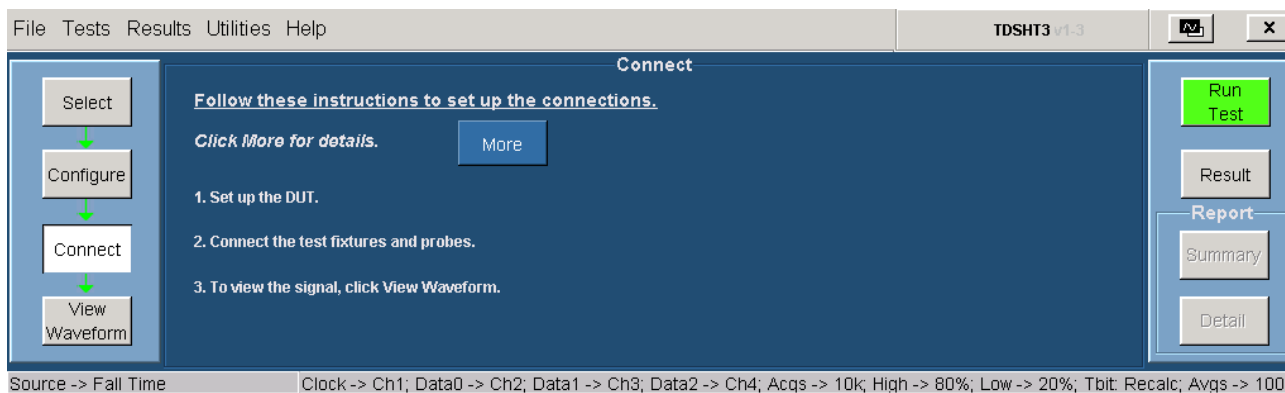 File Tests Results Utilities Help TDSHT3 v1-3 x
Connect
Select
Configure
Connect
View
Waveform
Follow these instructions to set up the connections.
Click More for details. More
1. Set up the DUT.
2. Connect the test fixtures and probes.
3. To view the signal, click View Waveform.
Run
Test
Result
Report
Summary
Detail
Source -> Fall Time Clock -> Ch1; Data0 -> Ch2; Data1 -> Ch3; Data2 -> Ch4; Acqs -> 10k; High -> 80%; Low -> 20%; Tbit: Recalc; Avgs -> 100